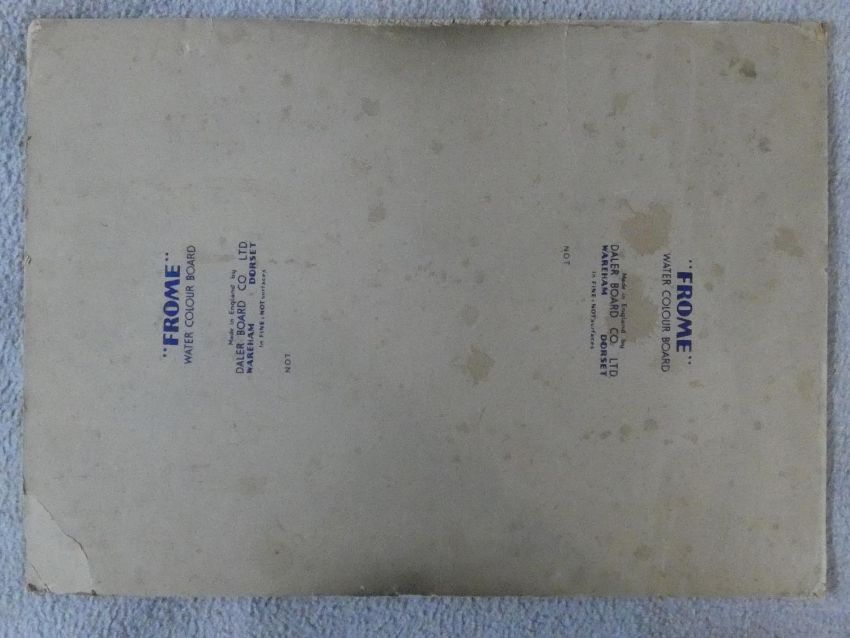 "FROME"
WATER COLOUR BOARD
Made in England by
DALER BOARD CO. LTD
WAREHAM DORSET
In FINE & NOT surfaces
NOT
"FROME"
WATER COLOUR BOARD
Made in England by
DALER BOARD CO. LTD
WAREHAM DORSET
In FINE & NOT surfaces
NOT